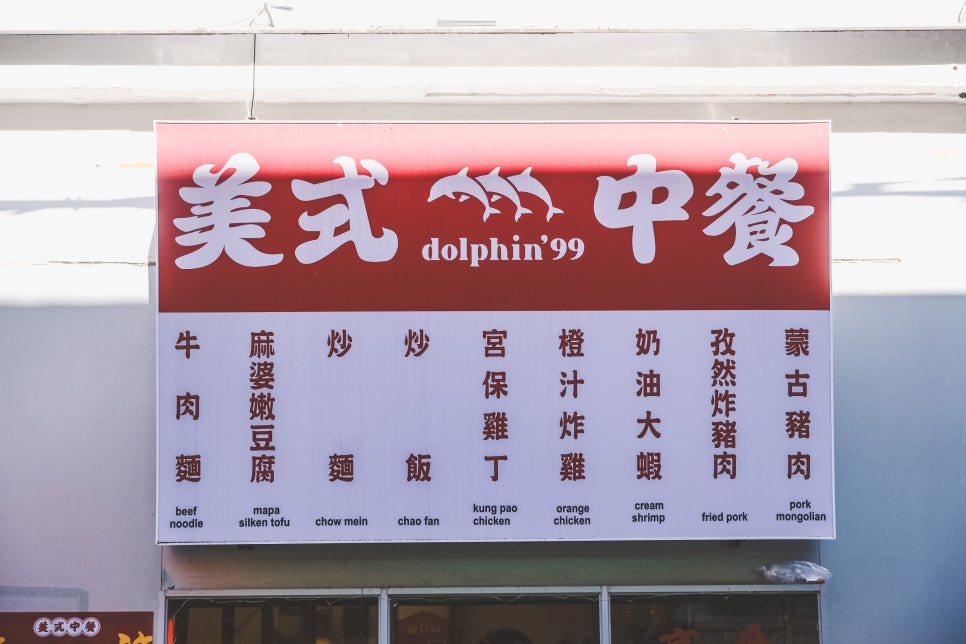 美式 dolphin'99 中餐
牛肉麵
beef
noodle
麻婆嫩豆腐
mapa
silken tofu
炒麵
chow mein
炒飯
chao fan
宮保雞丁
kung pao
chicken
橙汁炸雞
orange
chicken
奶油大蝦
cream
shrimp
孜然炸豬肉
fried pork
蒙古豬肉
pork
mongolian
美式中餐